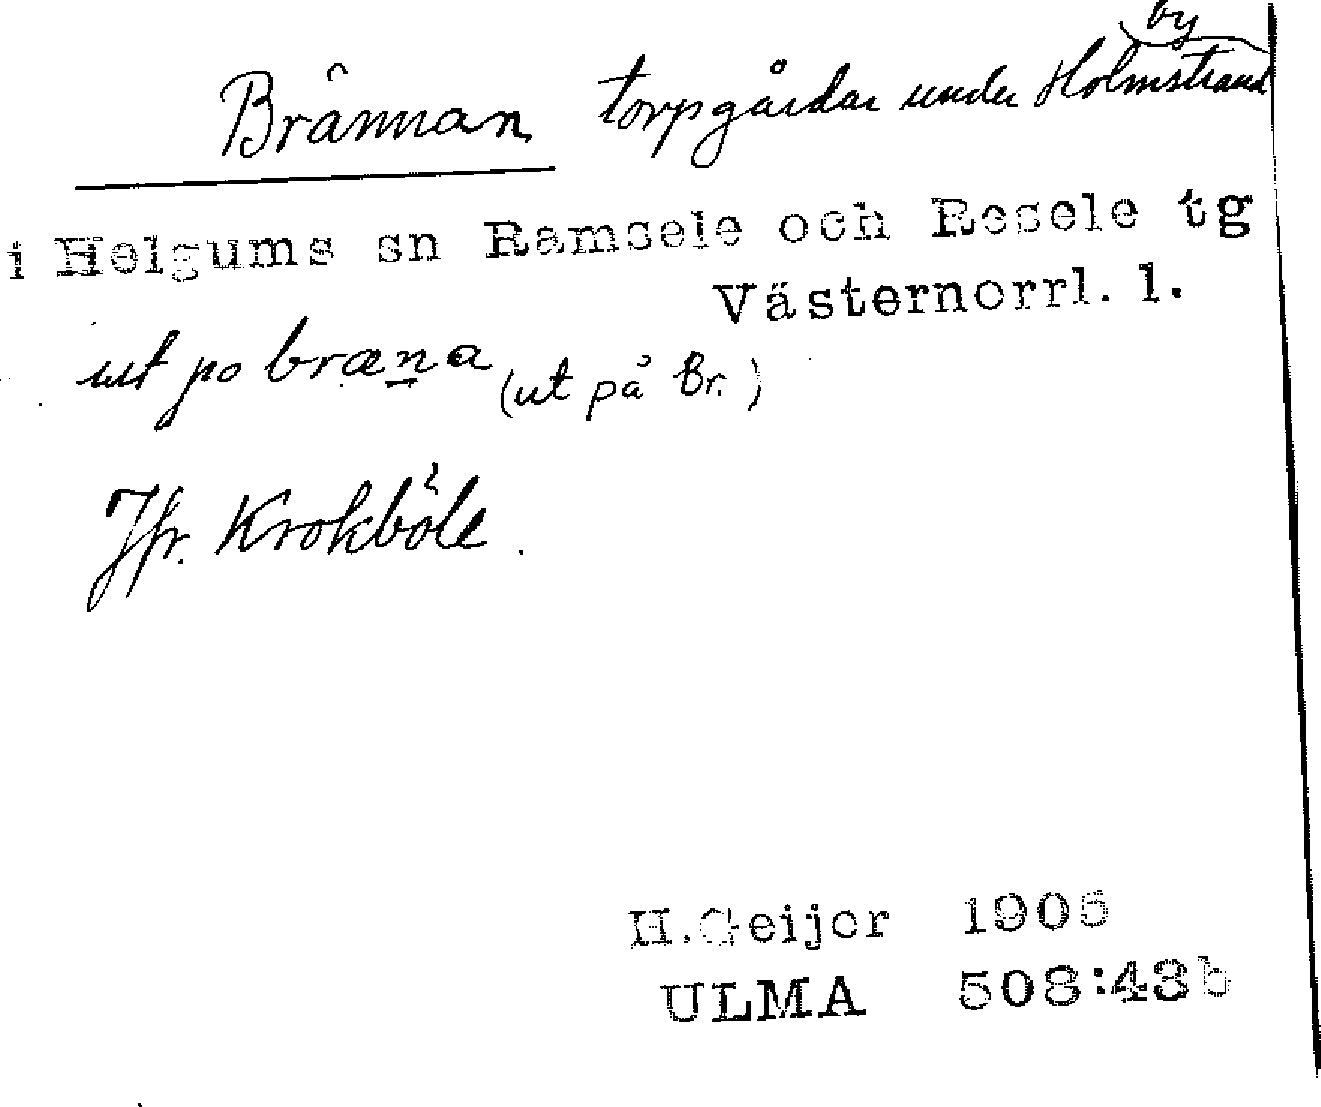 by
Brännan torpgårdar under Holmstrand
i Helgums sn Ramsele och Resele tg
Västernorrl. l.
ut po bræna (ut på Br.)
Jfr. Krokböle.
H.Geijer 1905
ULMA 508:43b